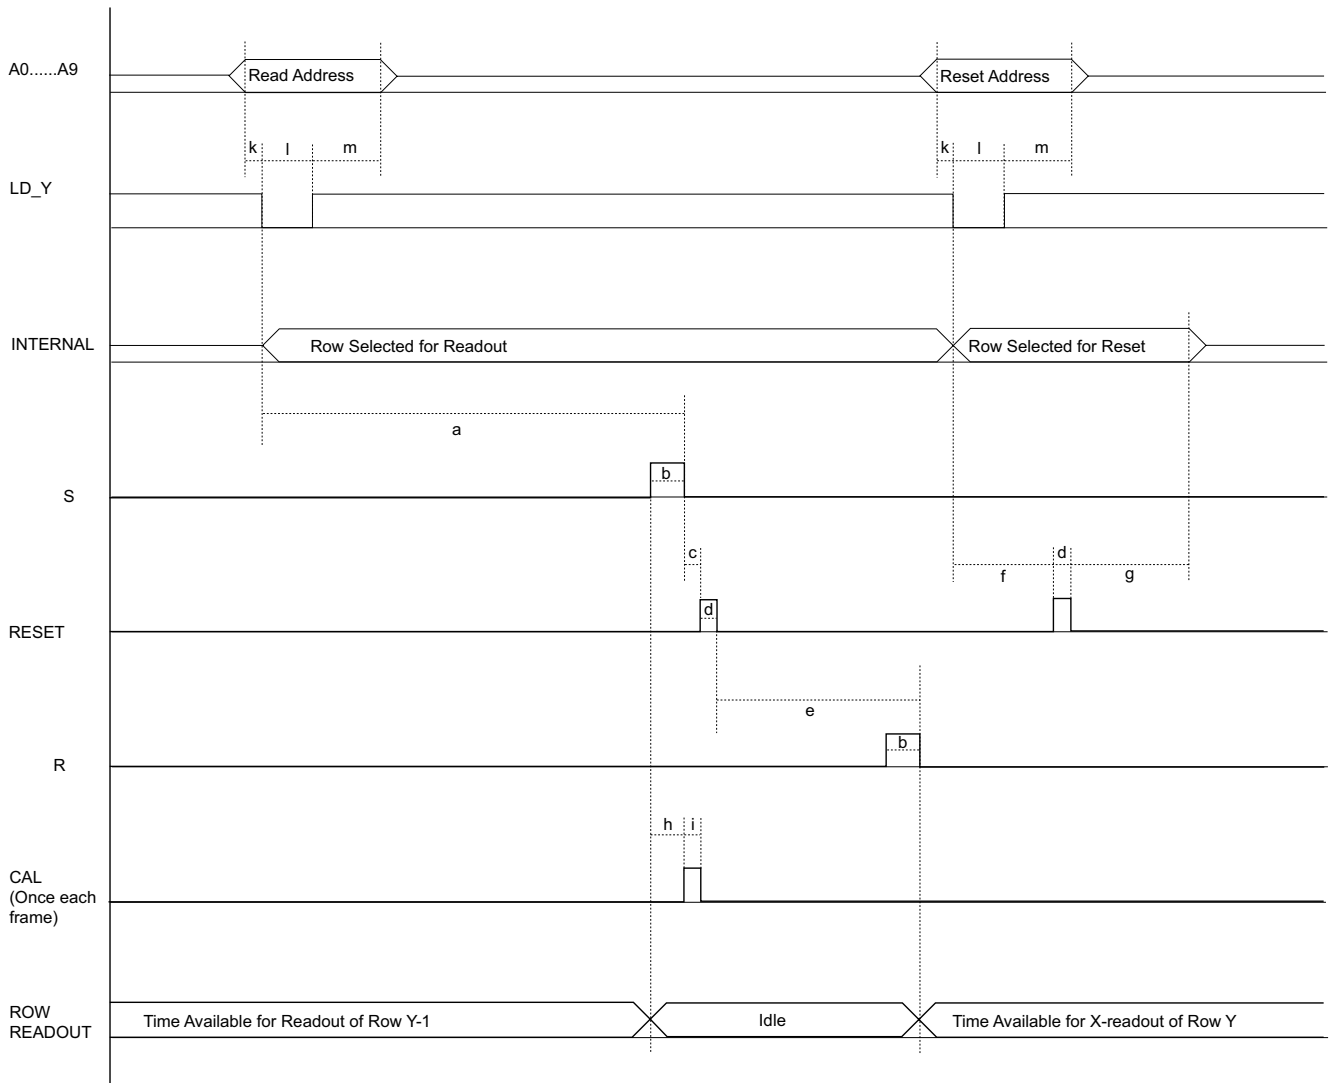 A0......A9
Read Address
Reset Address
k l m
k l m
LD_Y
INTERNAL
Row Selected for Readout
Row Selected for Reset
a
b
S
c
d
f
g
d
RESET
e
b
R
h i
CAL
(Once each
frame)
ROW
READOUT
Time Available for Readout of Row Y-1
Idle
Time Available for X-readout of Row Y